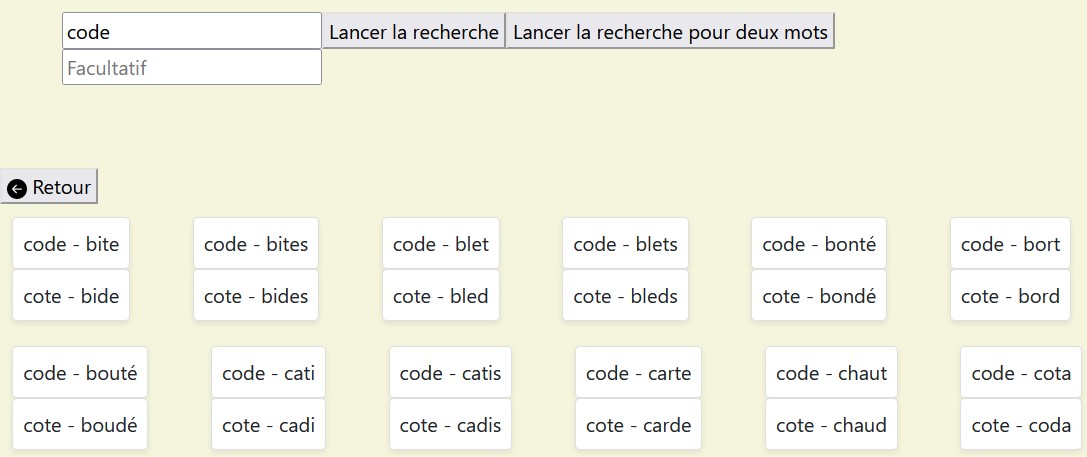 code Lancer la recherche Lancer la recherche pour deux mots
Facultatif
Retour
code - bite code - bites code - blet code - blets code - bonté code - bort
cote - bide cote - bides cote - bled cote - bleds cote - bondé cote - bord
code - bouté code - cati code - catis code - carte code - chaut code - cota
cote - boudé cote - cadi cote - cadis cote - carde cote - chaud cote - coda